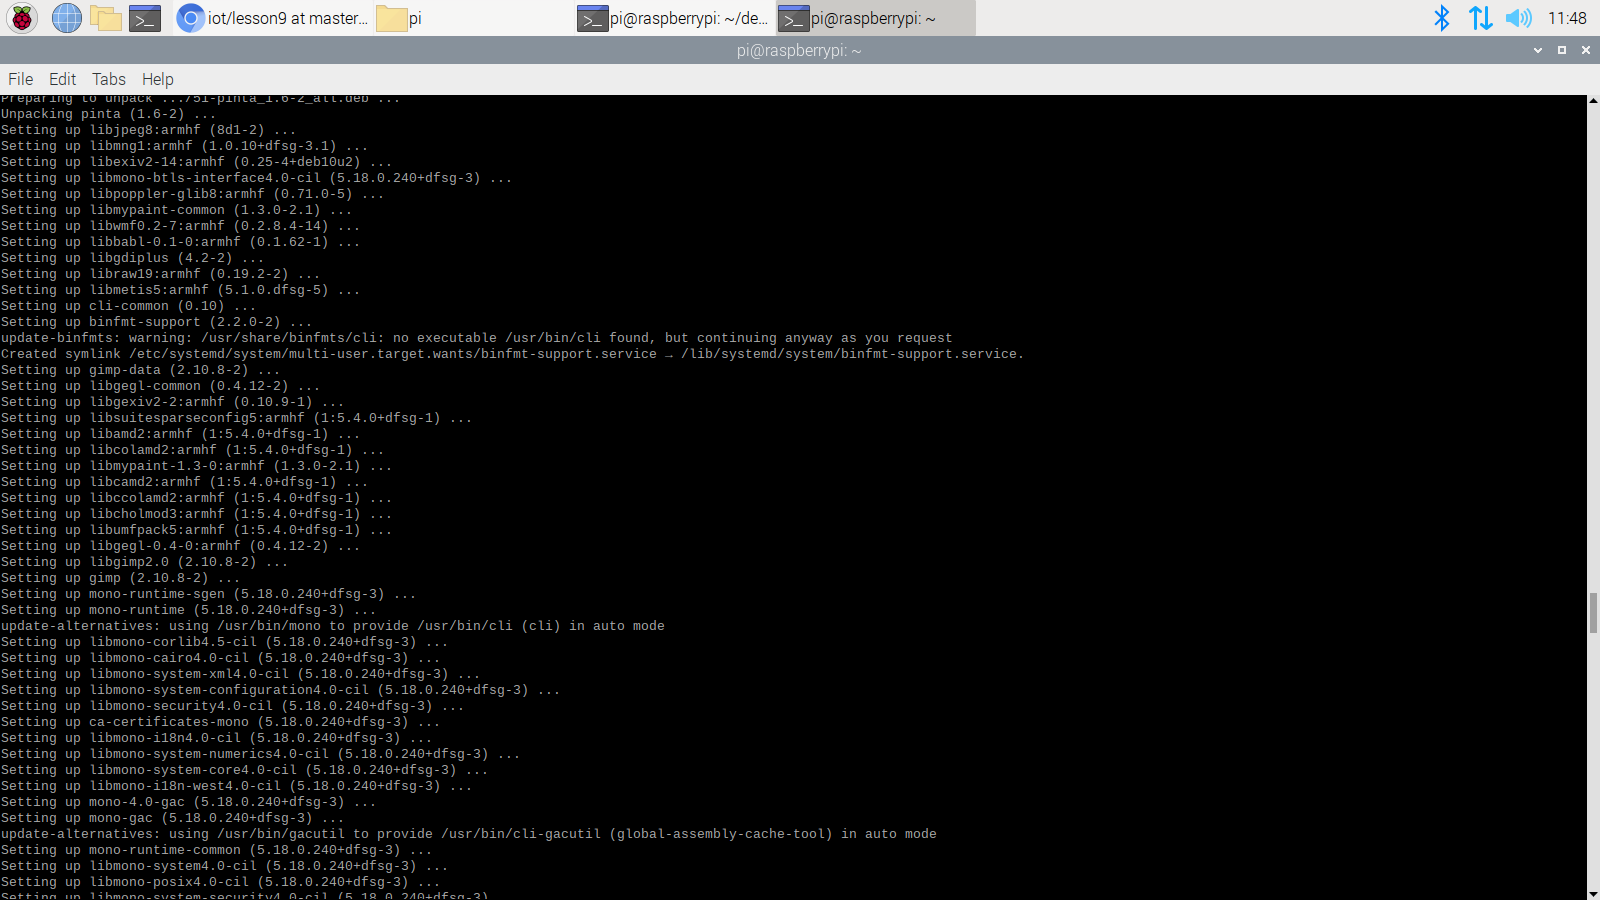 iot/lesson9 at master...
pi
pi@raspberrypi: ~/de...
pi@raspberrypi: ~
11:48
pi@raspberrypi: ~
File Edit Tabs Help
Preparing to unpack .../51-pinta_1.6-2_all.deb ...
Unpacking pinta (1.6-2) ...
Setting up libjpeg8:armhf (8d1-2) ...
Setting up libmng1:armhf (1.0.10+dfsg-3.1) ...
Setting up libexiv2-14:armhf (0.25-4+deb10u2) ...
Setting up libmono-btls-interface4.0-cil (5.18.0.240+dfsg-3) ...
Setting up libpoppler-glib8:armhf (0.71.0-5) ...
Setting up libmypaint-common (1.3.0-2.1) ...
Setting up libwmf0.2-7:armhf (0.2.8.4-14) ...
Setting up libbabl-0.1-0:armhf (0.1.62-1) ...
Setting up libgdiplus (4.2-2) ...
Setting up libraw19:armhf (0.19.2-2) ...
Setting up libmetis5:armhf (5.1.0.dfsg-5) ...
Setting up cli-common (0.10) ...
Setting up binfmt-support (2.2.0-2) ...
update-binfmts: warning: /usr/share/binfmts/cli: no executable /usr/bin/cli found, but continuing anyway as you request
Created symlink /etc/systemd/system/multi-user.target.wants/binfmt-support.service → /lib/systemd/system/binfmt-support.service.
Setting up gimp-data (2.10.8-2) ...
Setting up libgegl-common (0.4.12-2) ...
Setting up libgexiv2-2:armhf (0.10.9-1) ...
Setting up libsuitesparseconfig5:armhf (1:5.4.0+dfsg-1) ...
Setting up libamd2:armhf (1:5.4.0+dfsg-1) ...
Setting up libcolamd2:armhf (1:5.4.0+dfsg-1) ...
Setting up libmypaint-1.3-0:armhf (1.3.0-2.1) ...
Setting up libcamd2:armhf (1:5.4.0+dfsg-1) ...
Setting up libccolamd2:armhf (1:5.4.0+dfsg-1) ...
Setting up libcholmod3:armhf (1:5.4.0+dfsg-1) ...
Setting up libumfpack5:armhf (1:5.4.0+dfsg-1) ...
Setting up libgegl-0.4-0:armhf (0.4.12-2) ...
Setting up libgimp2.0 (2.10.8-2) ...
Setting up gimp (2.10.8-2) ...
Setting up mono-runtime-sgen (5.18.0.240+dfsg-3) ...
Setting up mono-runtime (5.18.0.240+dfsg-3) ...
update-alternatives: using /usr/bin/mono to provide /usr/bin/cli (cli) in auto mode
Setting up libmono-corlib4.5-cil (5.18.0.240+dfsg-3) ...
Setting up libmono-cairo4.0-cil (5.18.0.240+dfsg-3) ...
Setting up libmono-system-xml4.0-cil (5.18.0.240+dfsg-3) ...
Setting up libmono-system-configuration4.0-cil (5.18.0.240+dfsg-3) ...
Setting up libmono-security4.0-cil (5.18.0.240+dfsg-3) ...
Setting up ca-certificates-mono (5.18.0.240+dfsg-3) ...
Setting up libmono-i18n4.0-cil (5.18.0.240+dfsg-3) ...
Setting up libmono-system-numerics4.0-cil (5.18.0.240+dfsg-3) ...
Setting up libmono-system-core4.0-cil (5.18.0.240+dfsg-3) ...
Setting up libmono-i18n-west4.0-cil (5.18.0.240+dfsg-3) ...
Setting up mono-4.0-gac (5.18.0.240+dfsg-3) ...
Setting up mono-gac (5.18.0.240+dfsg-3) ...
update-alternatives: using /usr/bin/gacutil to provide /usr/bin/cli-gacutil (global-assembly-cache-tool) in auto mode
Setting up mono-runtime-common (5.18.0.240+dfsg-3) ...
Setting up libmono-system4.0-cil (5.18.0.240+dfsg-3) ...
Setting up libmono-posix4.0-cil (5.18.0.240+dfsg-3) ...
Setting up libmono-system-security4.0-cil (5.18.0.240+dfsg-3)